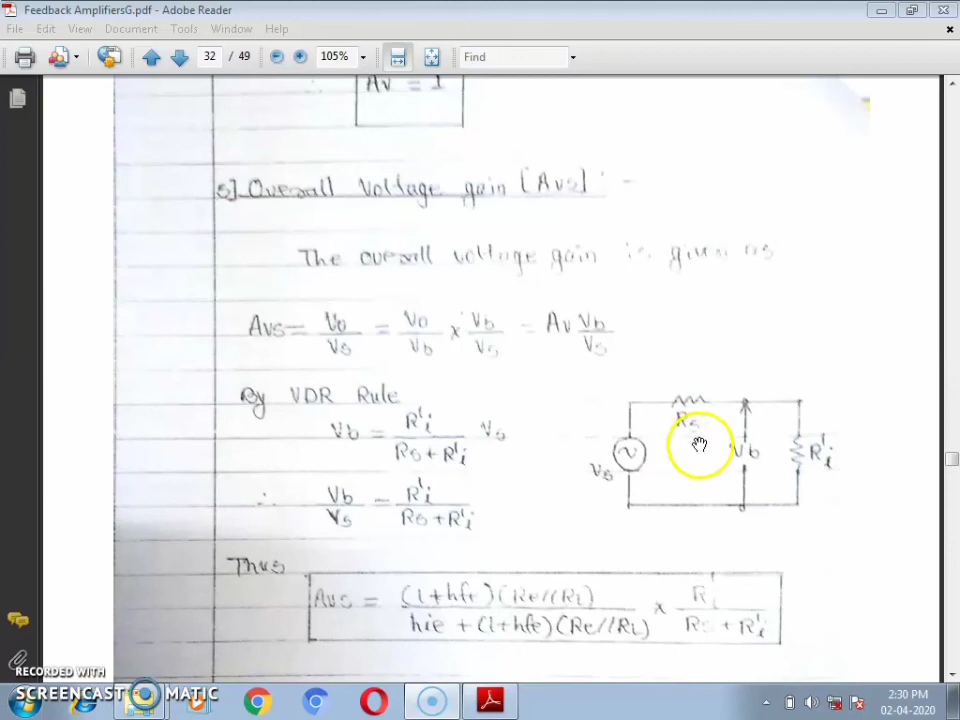 Feedback AmplifiersG.pdf - Adobe Reader
File Edit View Document Tools Window Help
32 / 49 105% Find
Av = 1
5] Overall Voltage gain [Avs] : -
The overall voltage gain is given as
Avs = Vo/Vs = Vo/Vb × Vb/Vs = Av Vb/Vs
By VDR Rule
Vb = R'i / (Rs + R'i) Vs
∴ Vb/Vs = R'i / (Rs + R'i)
Rs
Vs
Vb
R'i
Thus
Avs = (1+hfe)(Re//RL) / hie + (1+hfe)(Re//RL) × R'i / Rs + R'i
RECORDED WITH
SCREENCAST MATIC
2:30 PM
02-04-2020